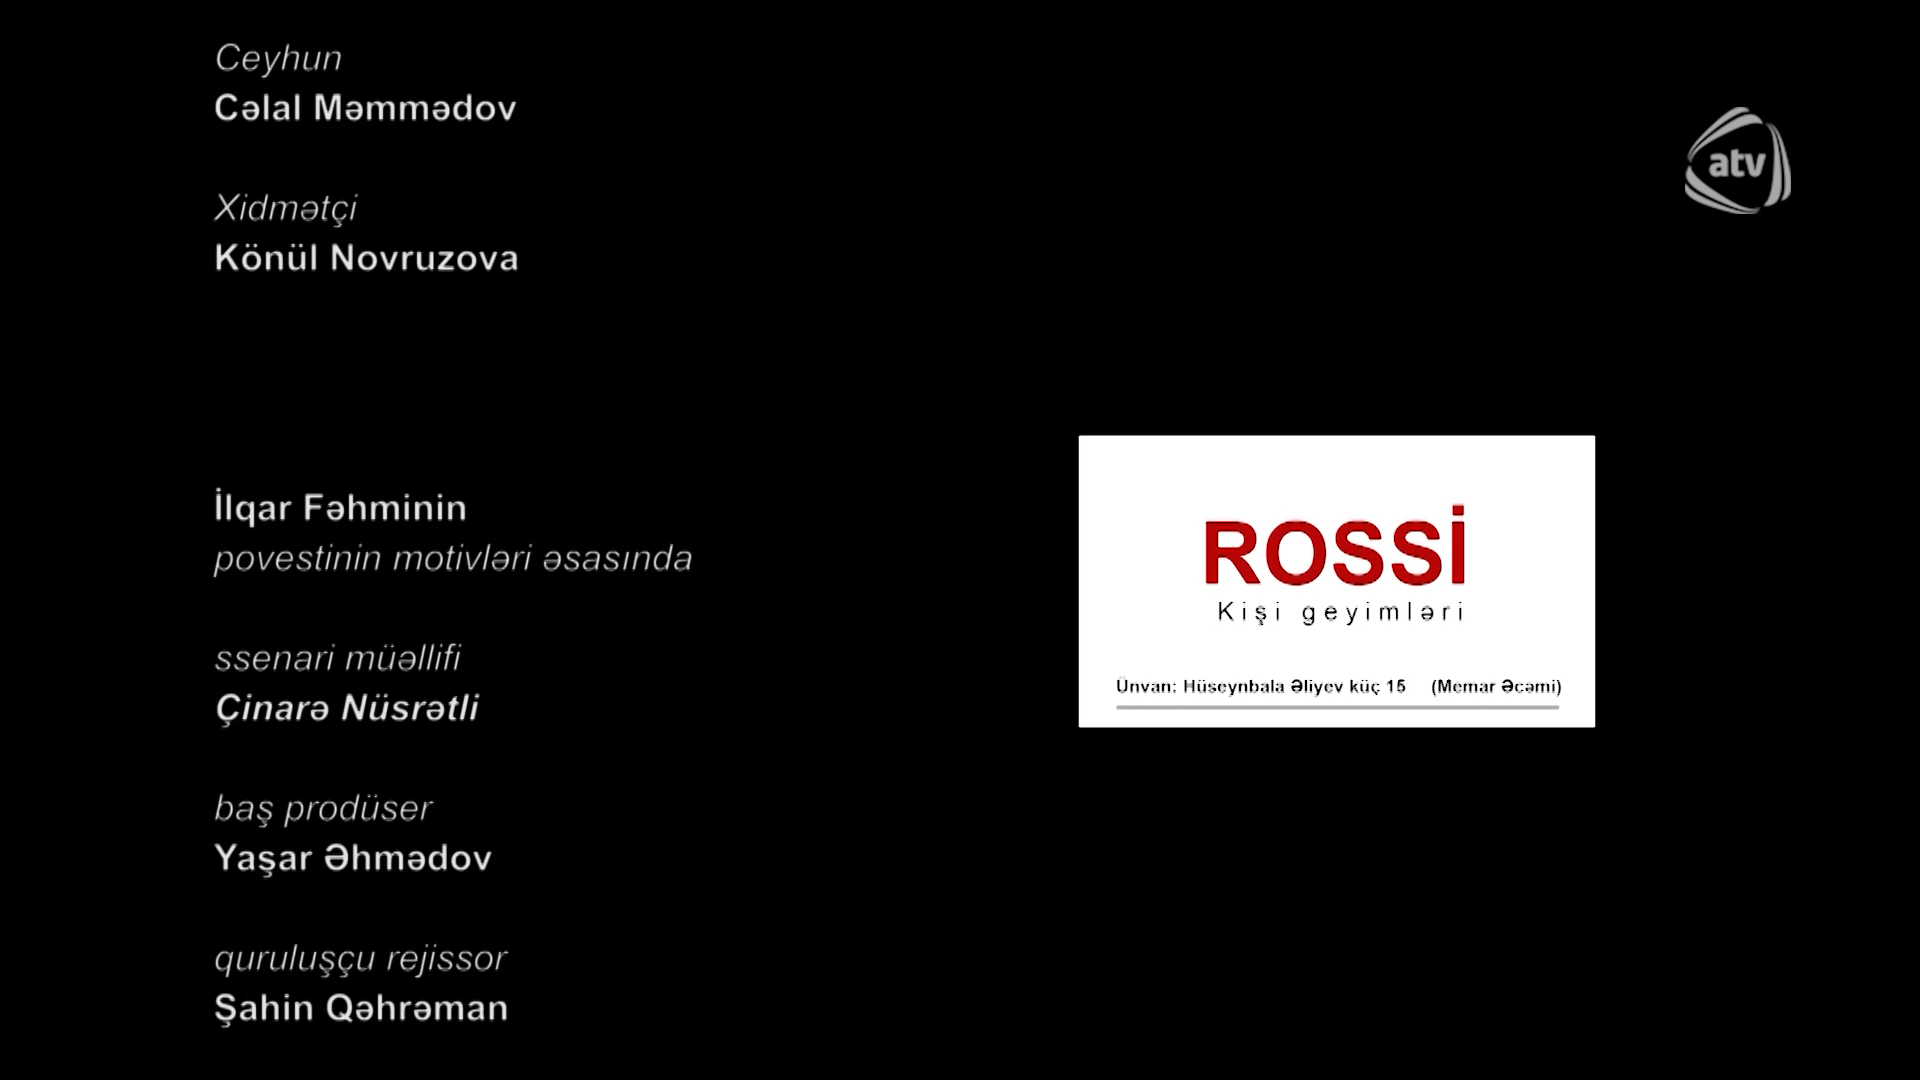 Ceyhun
Cəlal Məmmədov
Xidmətçi
Könül Novruzova
İlqar Fəhminin
povestinin motivləri əsasında
ssenari müəllifi
Çinarə Nüsrətli
baş prodüser
Yaşar Əhmədov
quruluşçu rejissor
Şahin Qəhrəman
atv
ROSSİ
Kişi geyimləri
Ünvan: Hüseynbala Əliyev küç 15 (Memar Əcəmi)